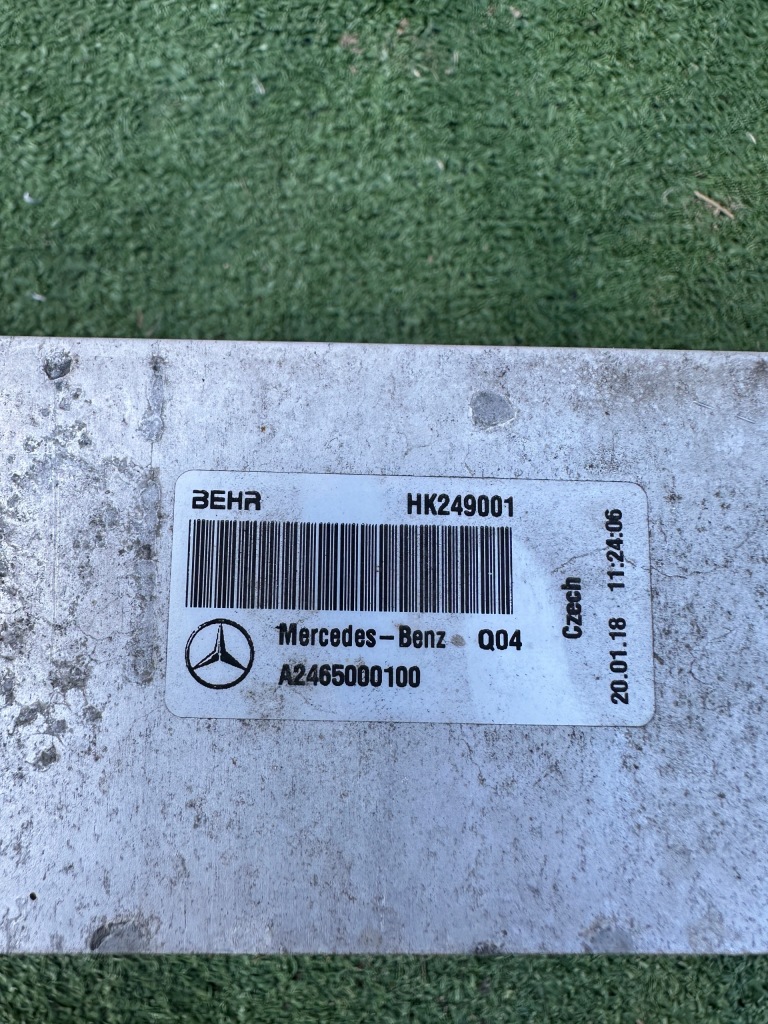 BEHR HK249001
Mercedes-Benz Q04
A2465000100
Czech
20.01.18 11:24:06